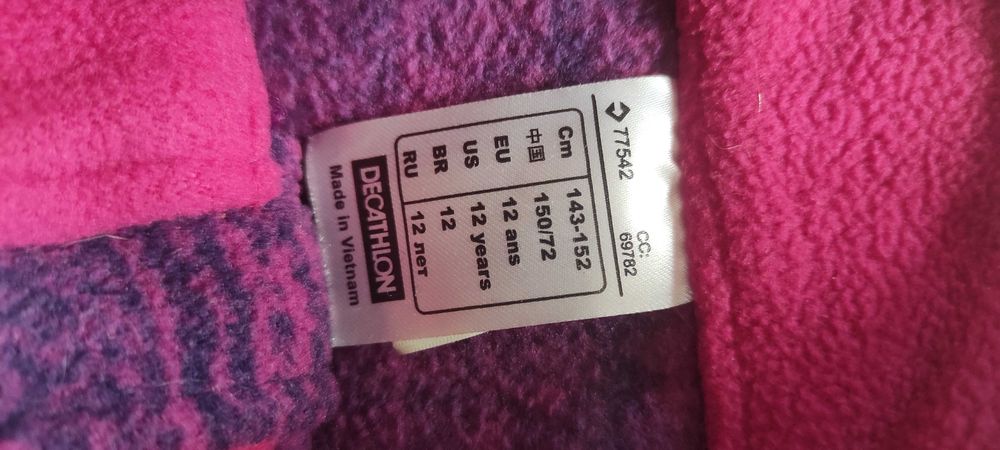 77542
CC:
69782
Cm 143-152
中国 150/72
EU 12 ans
US 12 years
BR 12
RU 12 лет
DECATHLON
Made in Vietnam